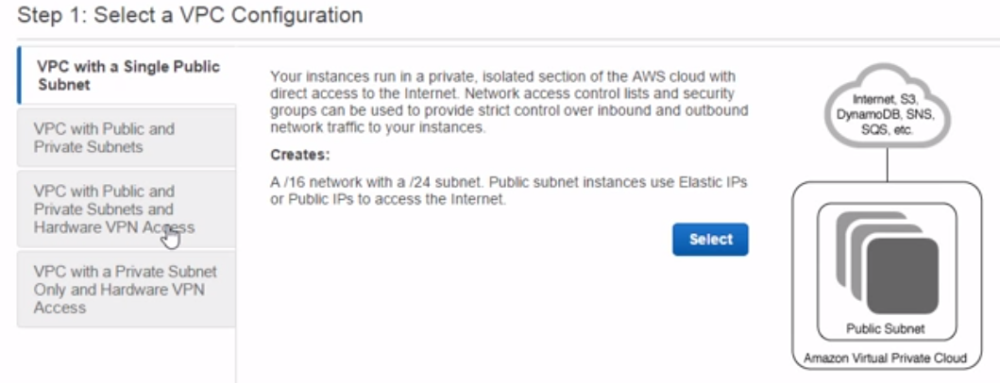 Step 1: Select a VPC Configuration
VPC with a Single Public
Subnet
VPC with Public and
Private Subnets
VPC with Public and
Private Subnets and
Hardware VPN Access
VPC with a Private Subnet
Only and Hardware VPN
Access
Your instances run in a private, isolated section of the AWS cloud with
direct access to the Internet. Network access control lists and security
groups can be used to provide strict control over inbound and outbound
network traffic to your instances.
Creates:
A /16 network with a /24 subnet. Public subnet instances use Elastic IPs
or Public IPs to access the Internet.
Select
Internet, S3,
DynamoDB, SNS,
SQS, etc.
Public Subnet
Amazon Virtual Private Cloud